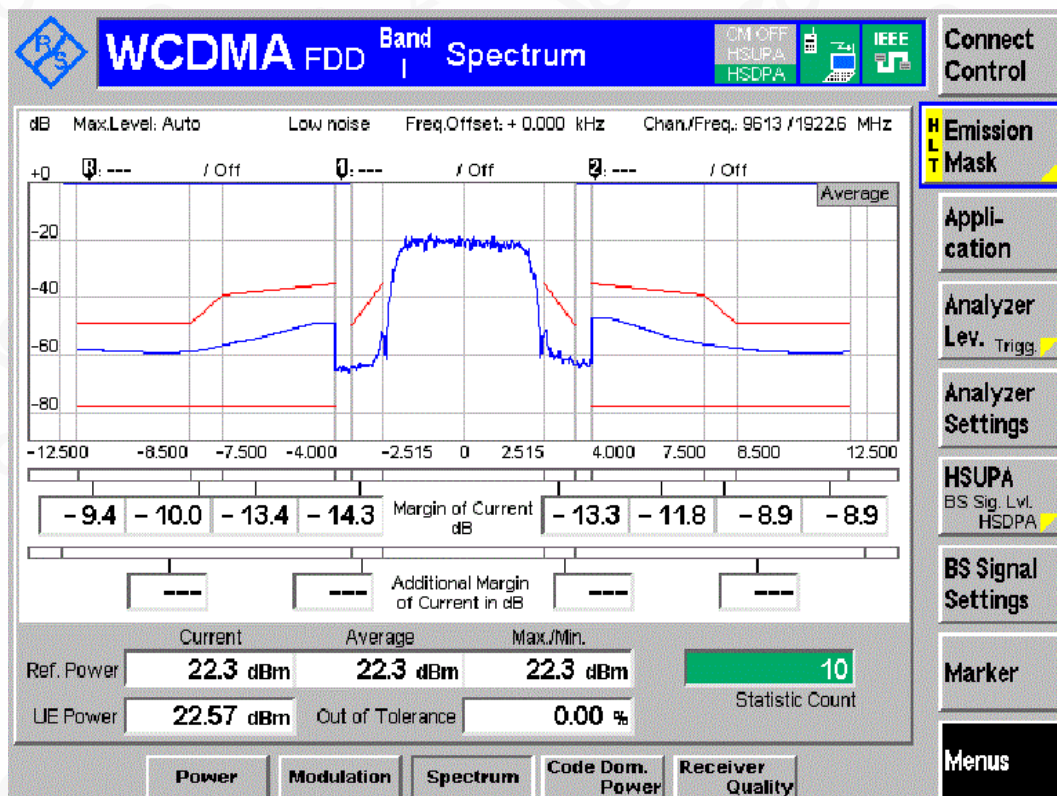 R S
WCDMA FDD Band I Spectrum
CM OFF
HSUPA
HSDPA
IEEE
Connect
Control
dB Max.Level: Auto Low noise Freq.Offset: + 0.000 kHz Chan./Freq.: 9613 / 1922.6 MHz
R: --- / Off 1: --- / Off 2: --- / Off
Average
+0
-20
-40
-60
-80
-12.500 -8.500 -7.500 -4.000 -2.515 0 2.515 4.000 7.500 8.500 12.500
- 9.4 - 10.0 - 13.4 - 14.3 Margin of Current dB - 13.3 - 11.8 - 8.9 - 8.9
--- --- Additional Margin of Current in dB --- ---
Current Average Max./Min.
Ref. Power 22.3 dBm 22.3 dBm 22.3 dBm 10
Statistic Count
UE Power 22.57 dBm Out of Tolerance 0.00 %
HLT
Emission
Mask
Appli-
cation
Analyzer
Lev. Trigg.
Analyzer
Settings
HSUPA
BS Sig. Lvl.
HSDPA
BS Signal
Settings
Marker
Menus
Power
Modulation
Spectrum
Code Dom.
Power
Receiver
Quality